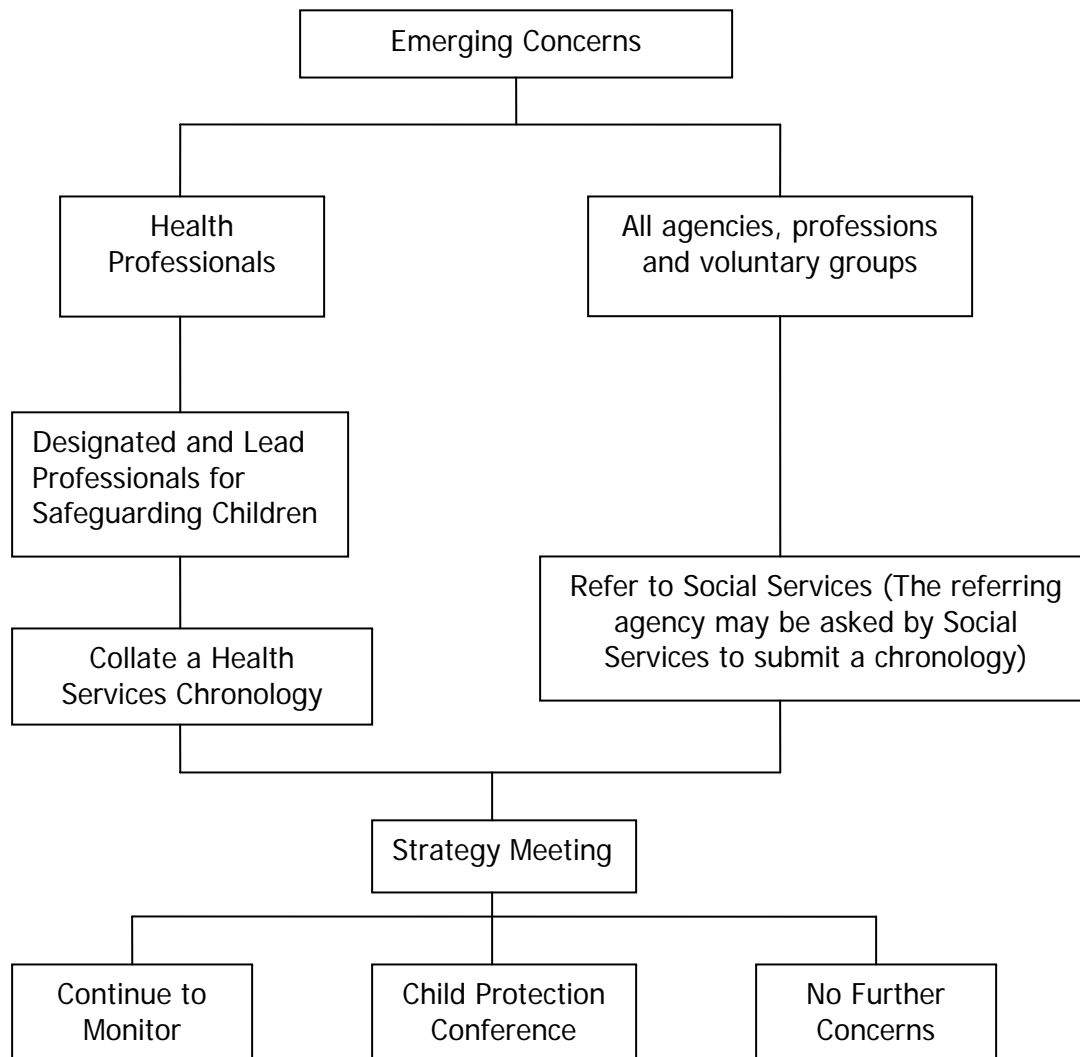 Emerging Concerns
Health
Professionals
All agencies, professions
and voluntary groups
Designated and Lead
Professionals for
Safeguarding Children
Refer to Social Services (The referring
agency may be asked by Social
Services to submit a chronology)
Collate a Health
Services Chronology
Strategy Meeting
Continue to
Monitor
Child Protection
Conference
No Further
Concerns